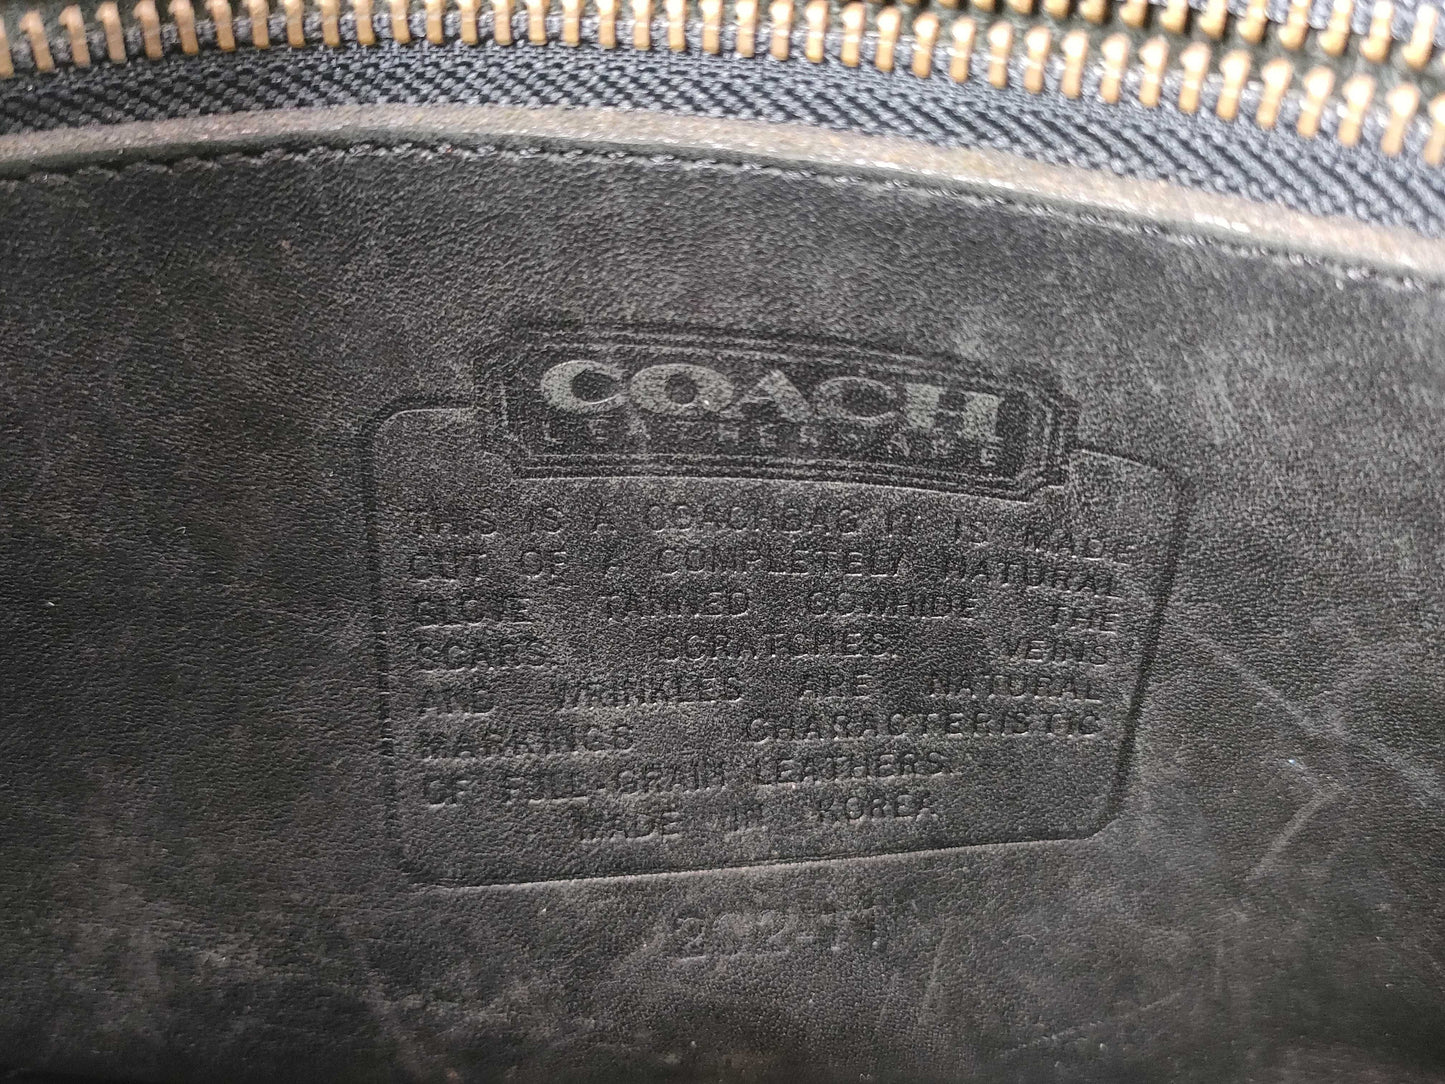 COACH
LEATHERWARE
THIS IS A COACH BAG IT IS MADE
OUT OF A COMPLETELY NATURAL
GLOVE TANNED COWHIDE THE
SCARS. SCRATCHES. VEINS
AND WRINKLES ARE NATURAL
MARKINGS CHARACTERISTIC
OF FULL-GRAIN LEATHERS.
MADE IN KOREA